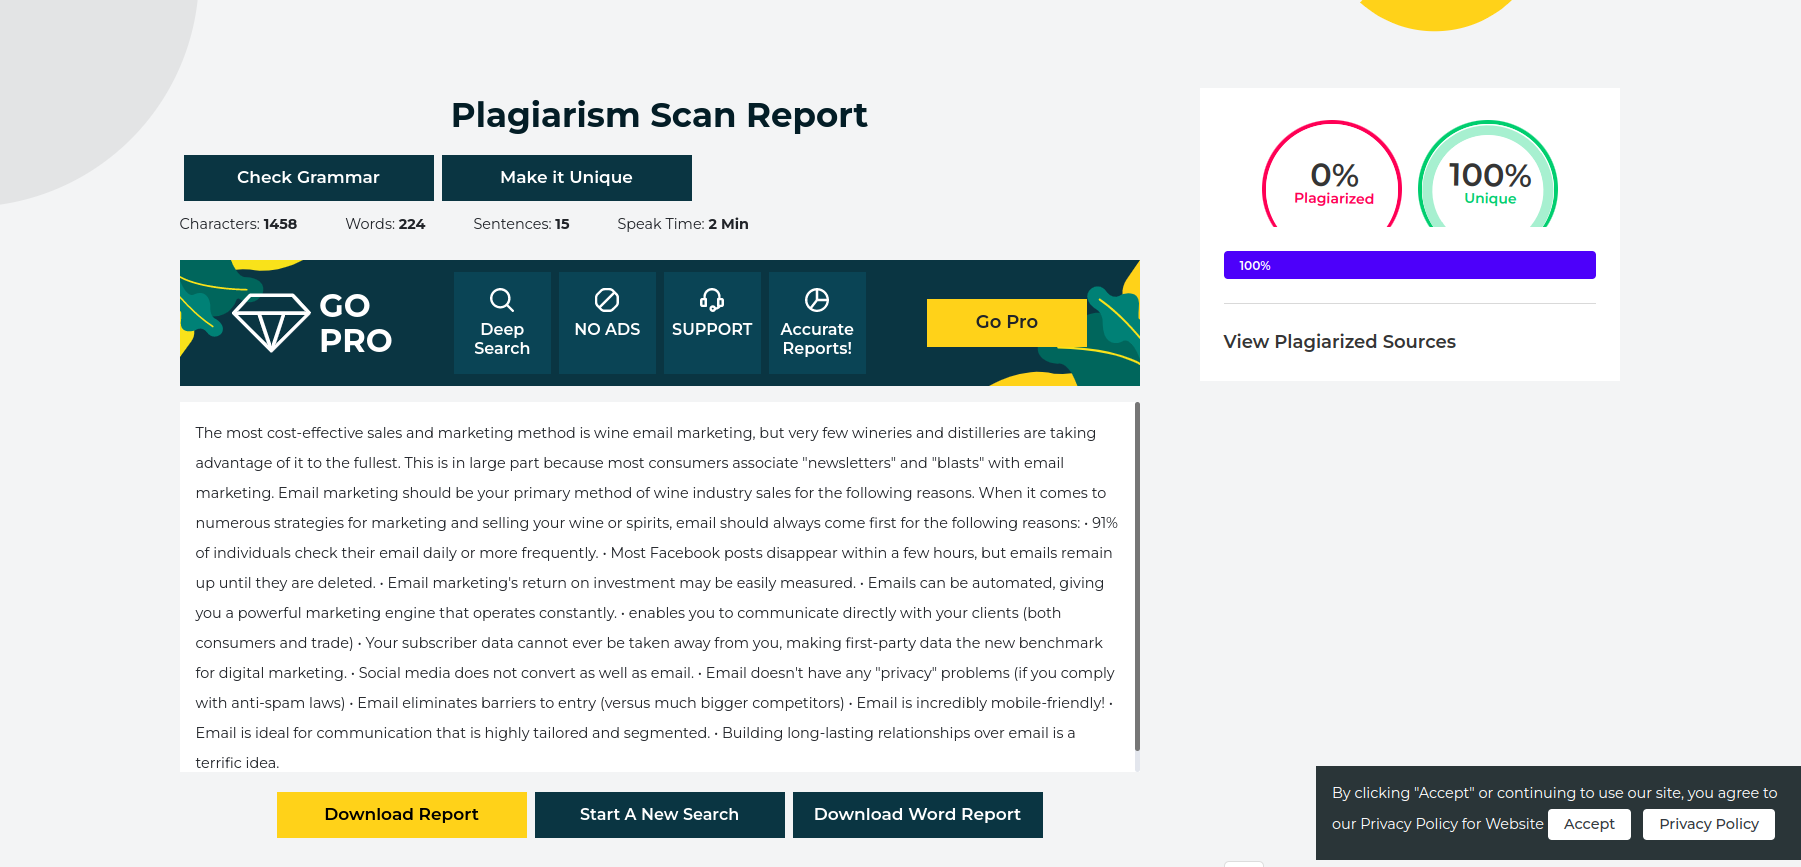 Plagiarism Scan Report
Check Grammar
Make it Unique
Characters: 1458 Words: 224 Sentences: 15 Speak Time: 2 Min
GO
PRO
Deep
Search
NO ADS
SUPPORT
Accurate
Reports!
Go Pro
The most cost-effective sales and marketing method is wine email marketing, but very few wineries and distilleries are taking
advantage of it to the fullest. This is in large part because most consumers associate "newsletters" and "blasts" with email
marketing. Email marketing should be your primary method of wine industry sales for the following reasons. When it comes to
numerous strategies for marketing and selling your wine or spirits, email should always come first for the following reasons: • 91%
of individuals check their email daily or more frequently. • Most Facebook posts disappear within a few hours, but emails remain
up until they are deleted. • Email marketing's return on investment may be easily measured. • Emails can be automated, giving
you a powerful marketing engine that operates constantly. • enables you to communicate directly with your clients (both
consumers and trade) • Your subscriber data cannot ever be taken away from you, making first-party data the new benchmark
for digital marketing. • Social media does not convert as well as email. • Email doesn't have any "privacy" problems (if you comply
with anti-spam laws) • Email eliminates barriers to entry (versus much bigger competitors) • Email is incredibly mobile-friendly! •
Email is ideal for communication that is highly tailored and segmented. • Building long-lasting relationships over email is a
terrific idea.
Download Report
Start A New Search
Download Word Report
0%
Plagiarized
100%
Unique
100%
View Plagiarized Sources
By clicking "Accept" or continuing to use our site, you agree to
our Privacy Policy for Website Accept Privacy Policy